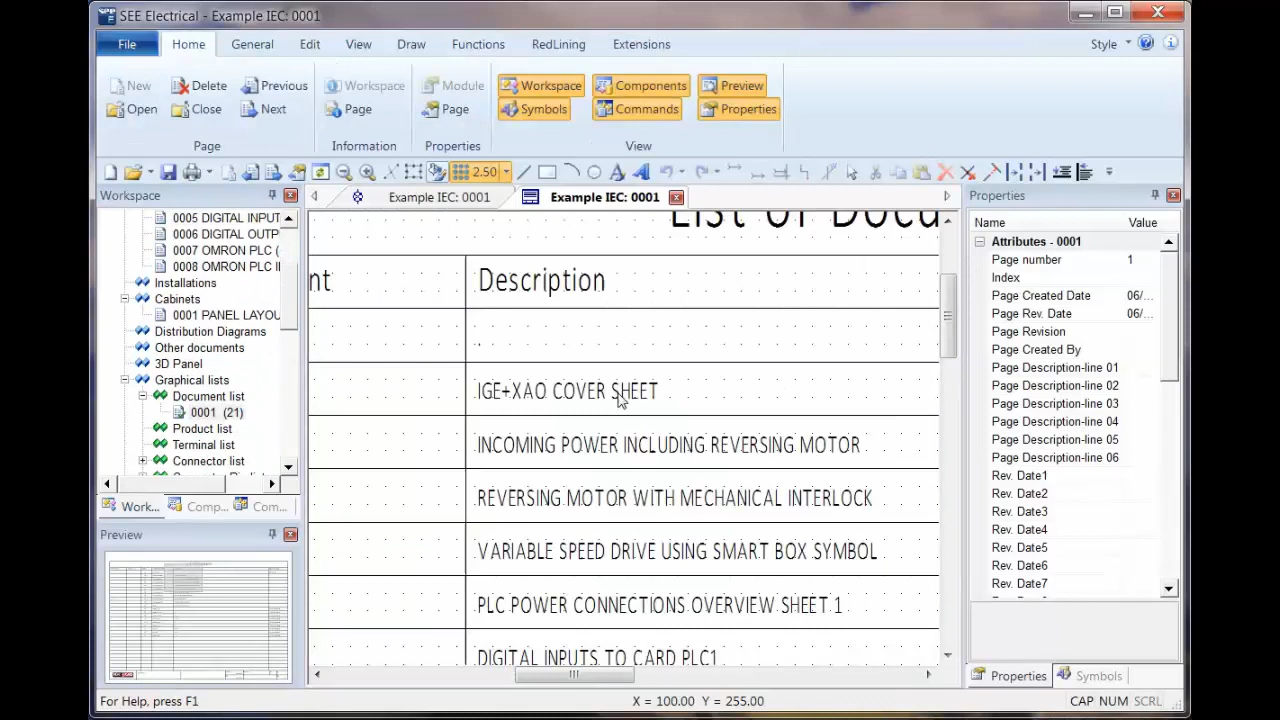 SEE Electrical - Example IEC: 0001
File Home General Edit View Draw Functions RedLining Extensions Style
New Delete Previous Workspace Module Workspace Components Preview
Open Close Next Page Page Symbols Commands Properties
Page Information Properties View
2.50
Workspace
Example IEC: 0001
Example IEC: 0001
Properties
0005 DIGITAL INPUT
0006 DIGITAL OUTP
0007 OMRON PLC (
0008 OMRON PLC I
Installations
Cabinets
0001 PANEL LAYOU
Distribution Diagrams
Other documents
3D Panel
Graphical lists
Document list
0001 (21)
Product list
Terminal list
Connector list
Work... Comp... Com...
Preview
List of Docu
nt Description
.
IGE+XAO COVER SHEET
INCOMING POWER INCLUDING REVERSING MOTOR
REVERSING MOTOR WITH MECHANICAL INTERLOCK
VARIABLE SPEED DRIVE USING SMART BOX SYMBOL
PLC POWER CONNECTIONS OVERVIEW SHEET 1
DIGITAL INPUTS TO CARD PLC1
Name Value
Attributes - 0001
Page number 1
Index
Page Created Date 06/...
Page Rev. Date 06/...
Page Revision
Page Created By
Page Description-line 01
Page Description-line 02
Page Description-line 03
Page Description-line 04
Page Description-line 05
Page Description-line 06
Rev. Date1
Rev. Date2
Rev. Date3
Rev. Date4
Rev. Date5
Rev. Date6
Rev. Date7
Properties Symbols
For Help, press F1 X = 100.00 Y = 255.00 CAP NUM SCRL